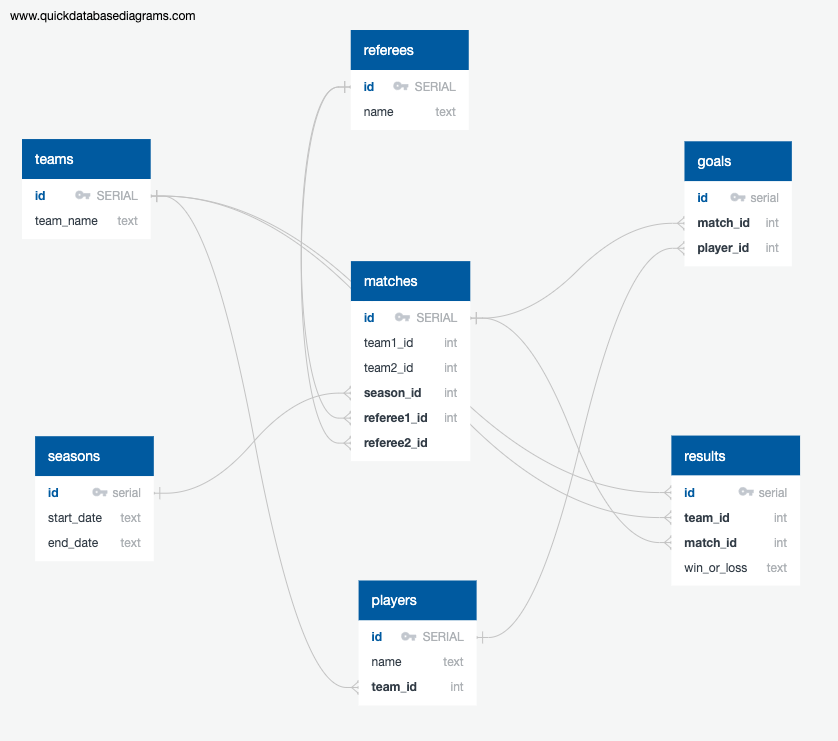 www.quickdatabasediagrams.com
referees
id SERIAL
name text
teams
id SERIAL
team_name text
goals
id serial
match_id int
player_id int
matches
id SERIAL
team1_id int
team2_id int
season_id int
referee1_id int
referee2_id
seasons
id serial
start_date text
end_date text
results
id serial
team_id int
match_id int
win_or_loss text
players
id SERIAL
name text
team_id int